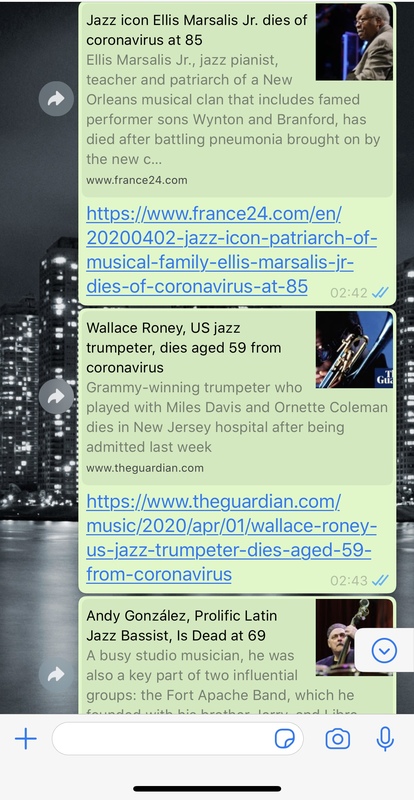 Jazz icon Ellis Marsalis Jr. dies of
coronavirus at 85
Ellis Marsalis Jr., jazz pianist,
teacher and patriarch of a New
Orleans musical clan that includes famed
performer sons Wynton and Branford, has
died after battling pneumonia brought on by
the new c...
www.france24.com
https://www.france24.com/en/
20200402-jazz-icon-patriarch-of-
musical-family-ellis-marsalis-jr-
dies-of-coronavirus-at-85
02:42
Wallace Roney, US jazz
trumpeter, dies aged 59 from
coronavirus
Grammy-winning trumpeter who
played with Miles Davis and Ornette Coleman
dies in New Jersey hospital after being
admitted last week
www.theguardian.com
https://www.theguardian.com/
music/2020/apr/01/wallace-roney-
us-jazz-trumpeter-dies-aged-59-
from-coronavirus
02:43
Andy González, Prolific Latin
Jazz Bassist, Is Dead at 69
A busy studio musician, he was
also a key part of two influential
groups: the Fort Apache Band, which he
founded with his brother Jerry, and Libre